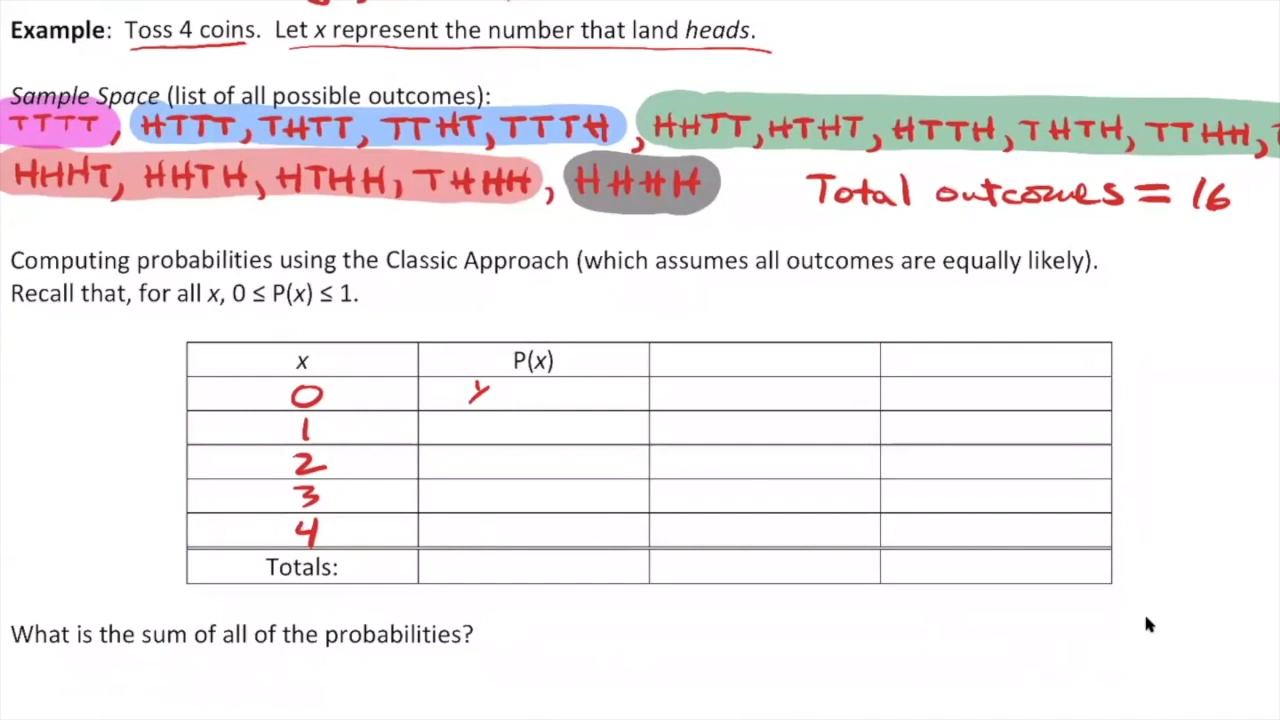 Example: Toss 4 coins. Let x represent the number that land heads.
Sample Space (list of all possible outcomes):
TTTT, HTTT, THTT, TTHT, TTTH, HHTT, HTHT, HTTH, THTH, TTHH,
HHHT, HHTH, HTHH, THHH, HHHH Total outcomes = 16
Computing probabilities using the Classic Approach (which assumes all outcomes are equally likely).
Recall that, for all x, 0 ≤ P(x) ≤ 1.
x P(x)
0
1
2
3
4
Totals:
What is the sum of all of the probabilities?